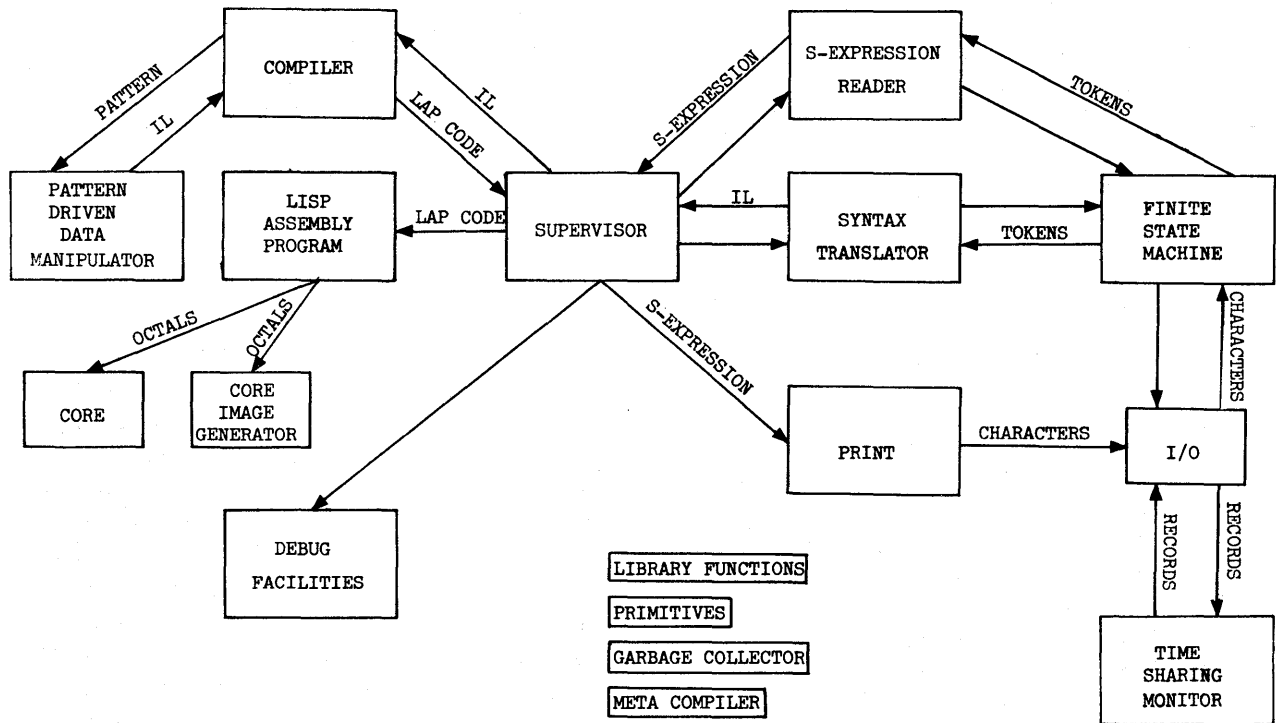 COMPILER
PATTERN
IL
IL
LAP CODE
S-EXPRESSION
S-EXPRESSION
READER
TOKENS
PATTERN
DRIVEN
DATA
MANIPULATOR
LISP
ASSEMBLY
PROGRAM
LAP CODE
SUPERVISOR
IL
SYNTAX
TRANSLATOR
TOKENS
FINITE
STATE
MACHINE
OCTALS
OCTALS
S-EXPRESSION
CHARACTERS
CORE
CORE
IMAGE
GENERATOR
PRINT
CHARACTERS
I/O
DEBUG
FACILITIES
RECORDS
RECORDS
LIBRARY FUNCTIONS
PRIMITIVES
GARBAGE COLLECTOR
META COMPILER
TIME
SHARING
MONITOR